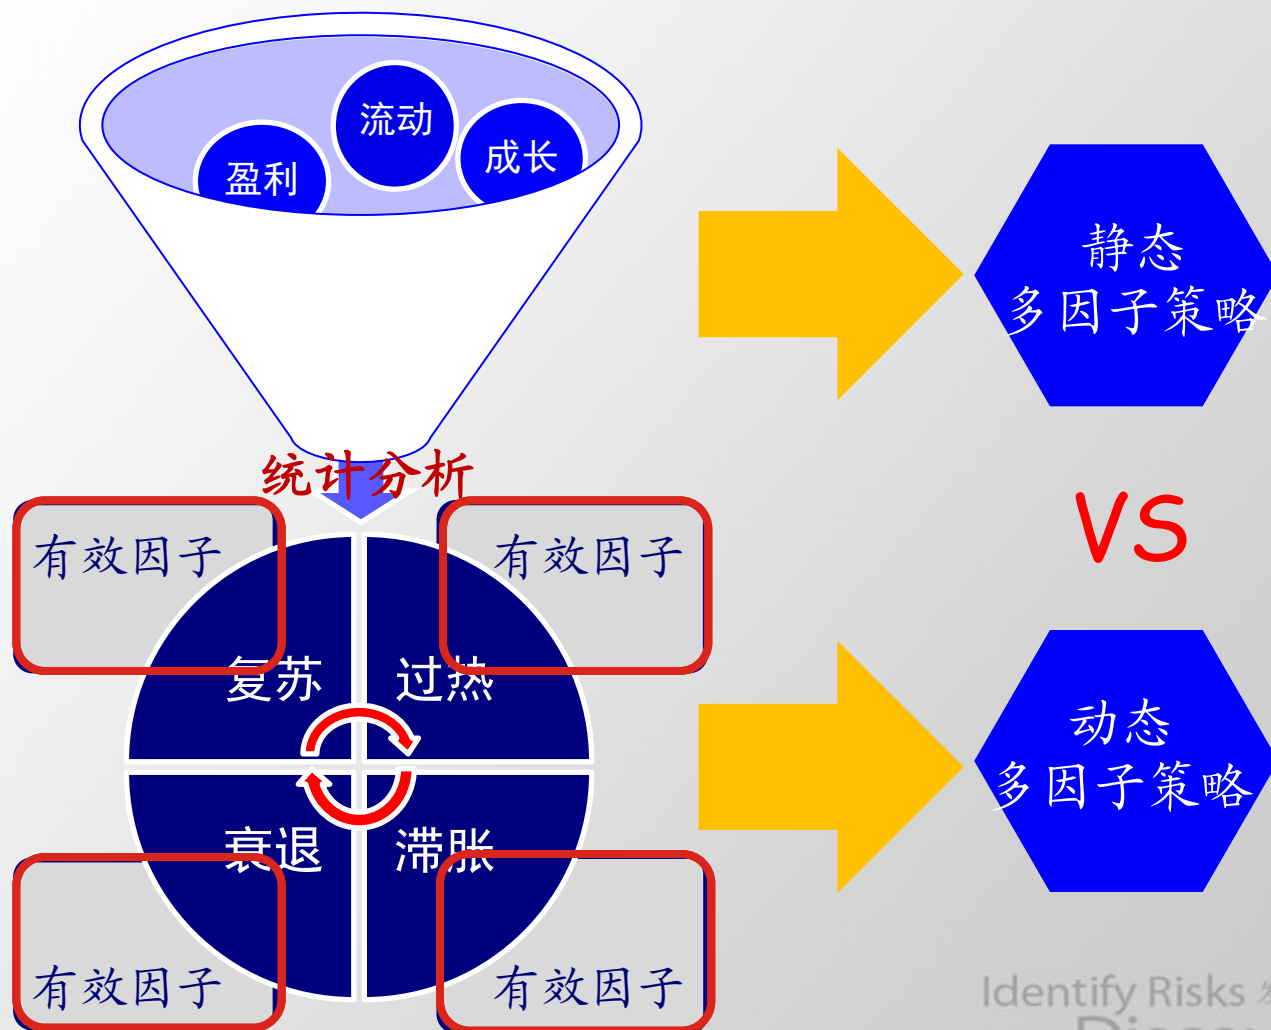 流动
成长
盈利
静态
多因子策略
统计分析
VS
有效因子
有效因子
复苏
过热
动态
多因子策略
衰退
滞胀
有效因子
有效因子
Identify Risks